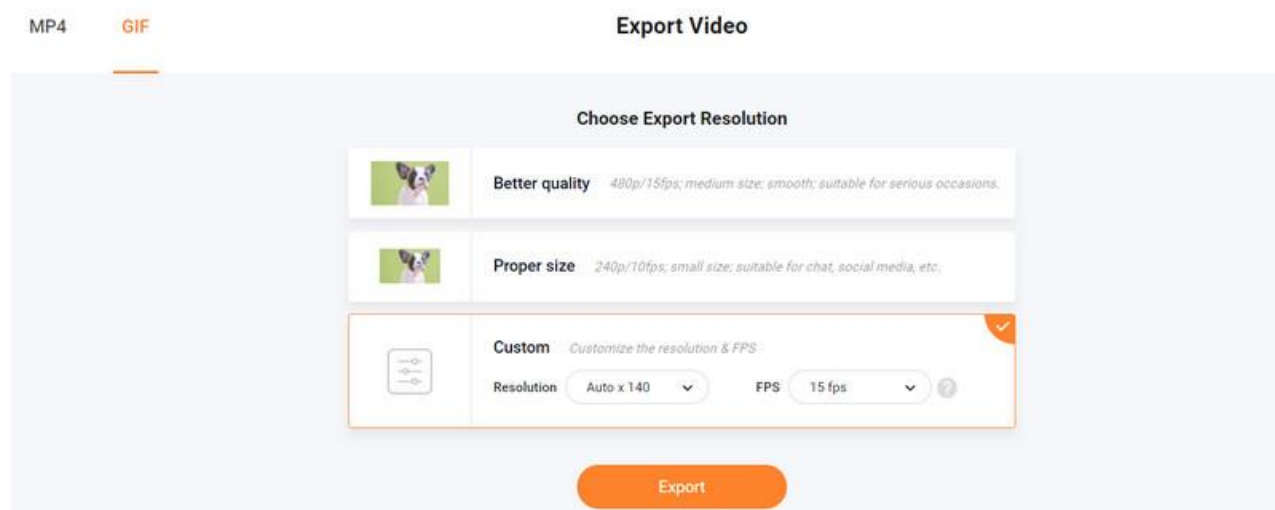 MP4 GIF Export Video
Choose Export Resolution
Better quality 480p/15fps; medium size; smooth; suitable for serious occasions.
Proper size 240p/10fps; small size; suitable for chat, social media, etc.
Custom Customize the resolution & FPS
Resolution Auto x 140 FPS 15 fps ?
Export